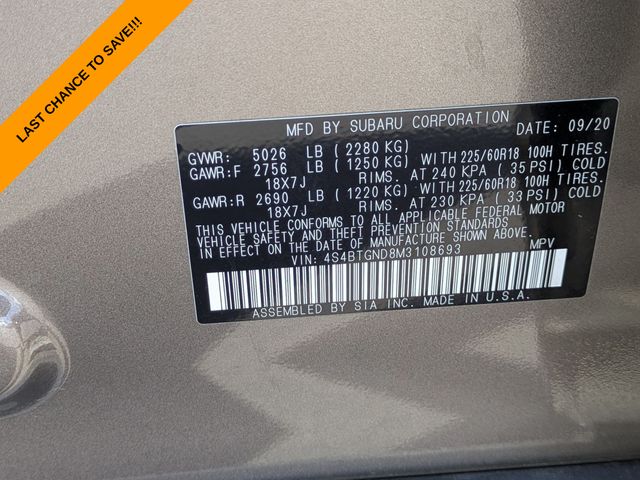 LAST CHANCE TO SAVE!!!
MFD BY SUBARU CORPORATION DATE: 09/20
GVWR: 5026 LB ( 2280 KG)
GAWR:F 2756 LB ( 1250 KG) WITH 225/60R18 100H TIRES.
18X7J RIMS. AT 240 KPA ( 35 PSI) COLD
GAWR:R 2690 LB ( 1220 KG) WITH 225/60R18 100H TIRES.
18X7J RIMS. AT 230 KPA ( 33 PSI) COLD
THIS VEHICLE CONFORMS TO ALL APPLICABLE FEDERAL MOTOR
VEHICLE SAFETY AND THEFT PREVENTION STANDARDS
IN EFFECT ON THE DATE OF MANUFACTURE SHOWN ABOVE.
VIN: 4S4BTGND8M3108693 MPV
ASSEMBLED BY SIA INC. MADE IN U.S.A.